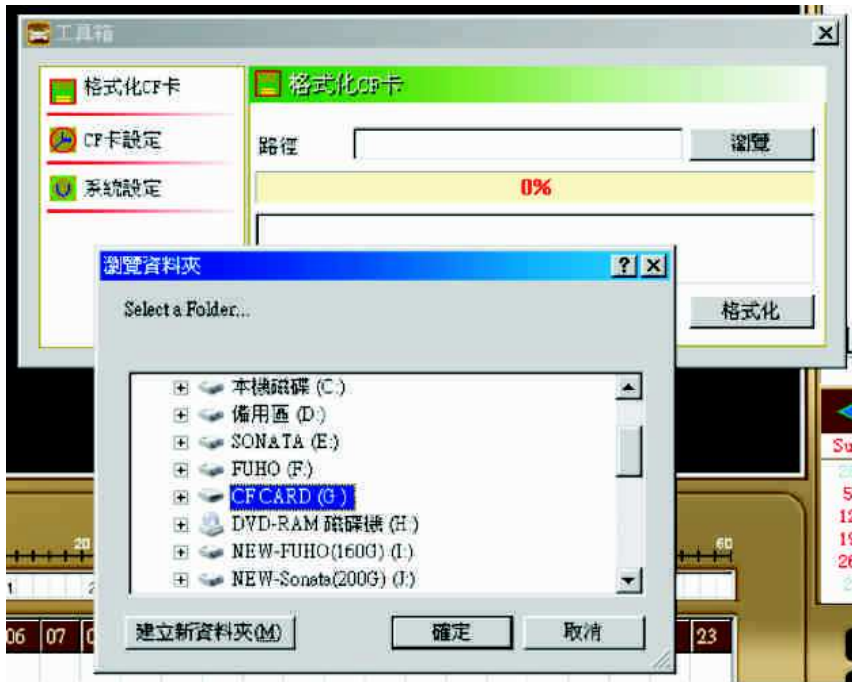 工具箱
格式化CF卡
CF卡設定
系統設定
格式化CF卡
路徑
瀏覽
0%
格式化
瀏覽資料夾
Select a Folder...
本機磁碟 (C:)
備用區 (D:)
SONATA (E:)
FUHO (F:)
CFCARD (G:)
DVD-RAM 磁碟機 (H:)
NEW-FUHO(160G) (I:)
NEW-Sonata(200G) (J:)
建立新資料夾(M)
確定
取消
Su
5
12
19
26
20
60
06 07
23